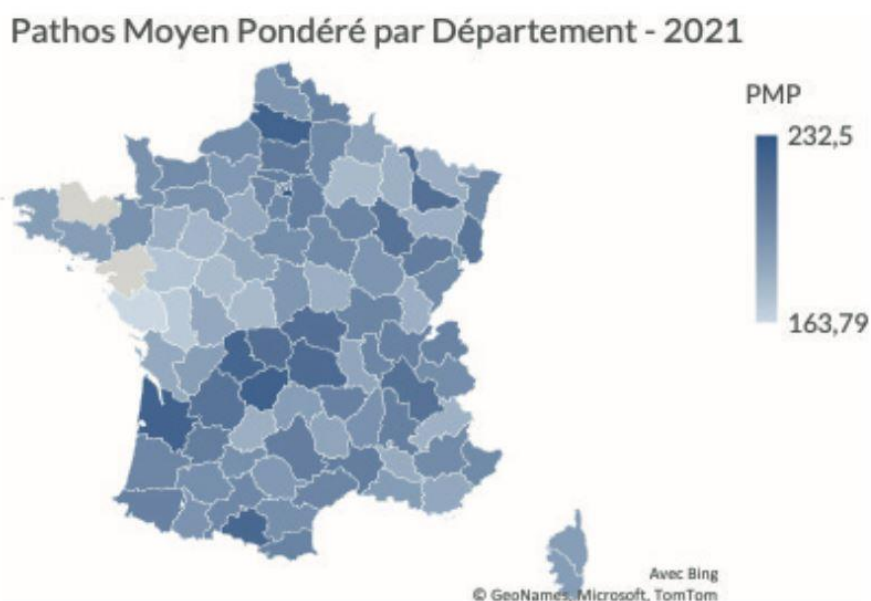 Pathos Moyen Pondéré par Département - 2021
PMP
232,5
163,79
Avec Bing
© GeoNames, Microsoft, TomTom